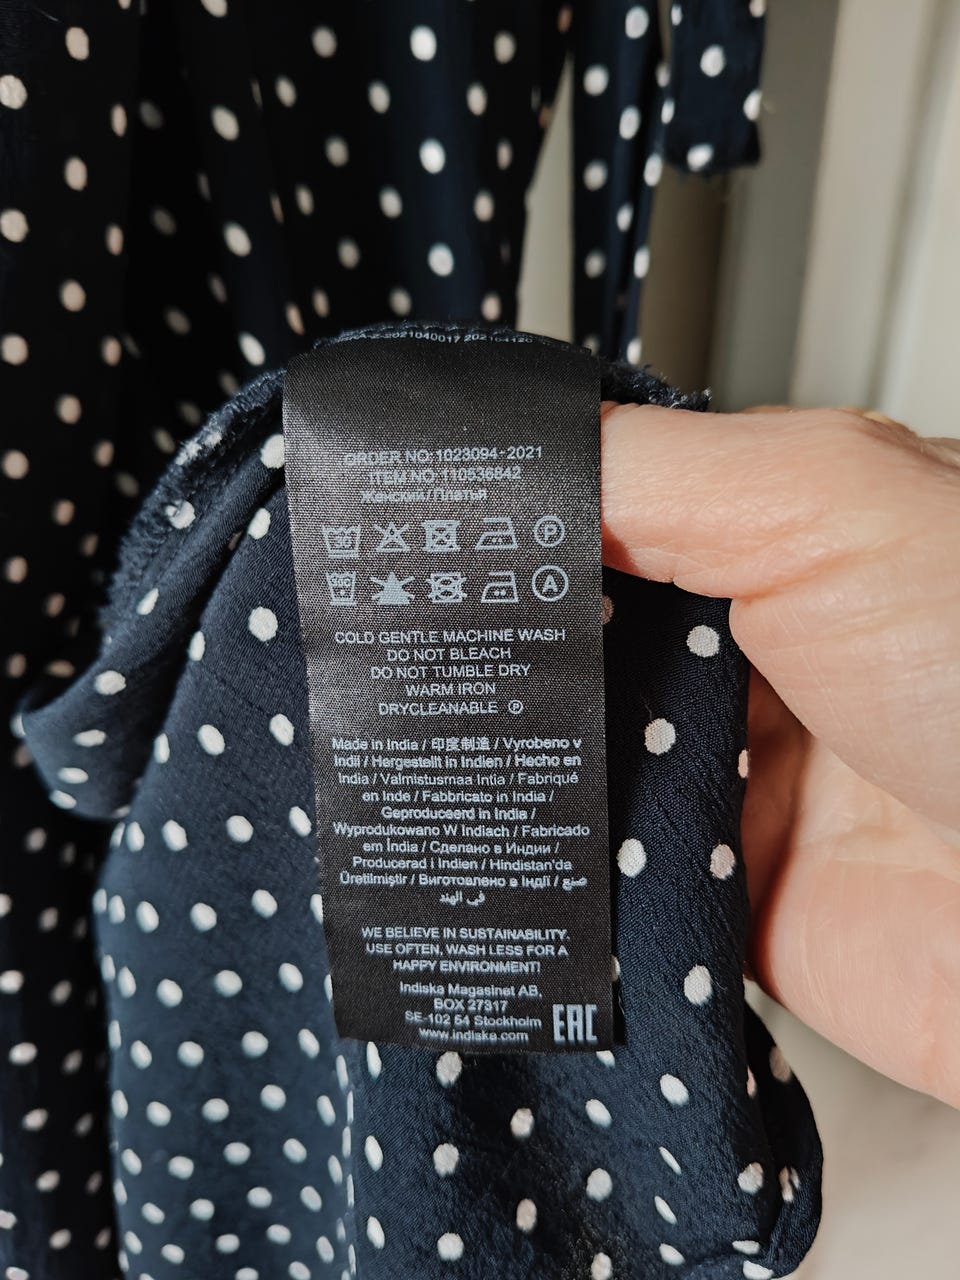 ORDER NO:1023094-2021
ITEM NO:110536842
Женский / Платья
P
A
COLD GENTLE MACHINE WASH
DO NOT BLEACH
DO NOT TUMBLE DRY
WARM IRON
DRYCLEANABLE Ⓟ
Made in India / 印度制造 / Vyrobeno v
Indii / Hergestellt in Indien / Hecho en
India / Valmistusmaa Intia / Fabriqué
en Inde / Fabbricato in India /
Geproduceerd in India /
Wyprodukowano W Indiach / Fabricado
em Índia / Сделано в Индии /
Producerad i Indien / Hindistan'da
Üretilmiştir / Виготовлено в Індії / صنع
فى الهند
WE BELIEVE IN SUSTAINABILITY.
USE OFTEN, WASH LESS FOR A
HAPPY ENVIRONMENT!
Indiska Magasinet AB,
BOX 27317
SE-102 54 Stockholm
www.indiska.com
EAC